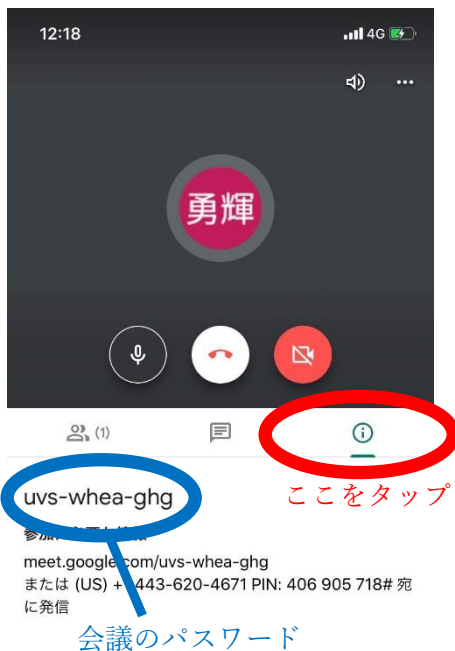 12:18 4G
勇輝
(1)
uvs-whea-ghg
ここをタップ
meet.google.com/uvs-whea-ghg
または (US) + 443-620-4671 PIN: 406 905 718# 宛
に発信
会議のパスワード